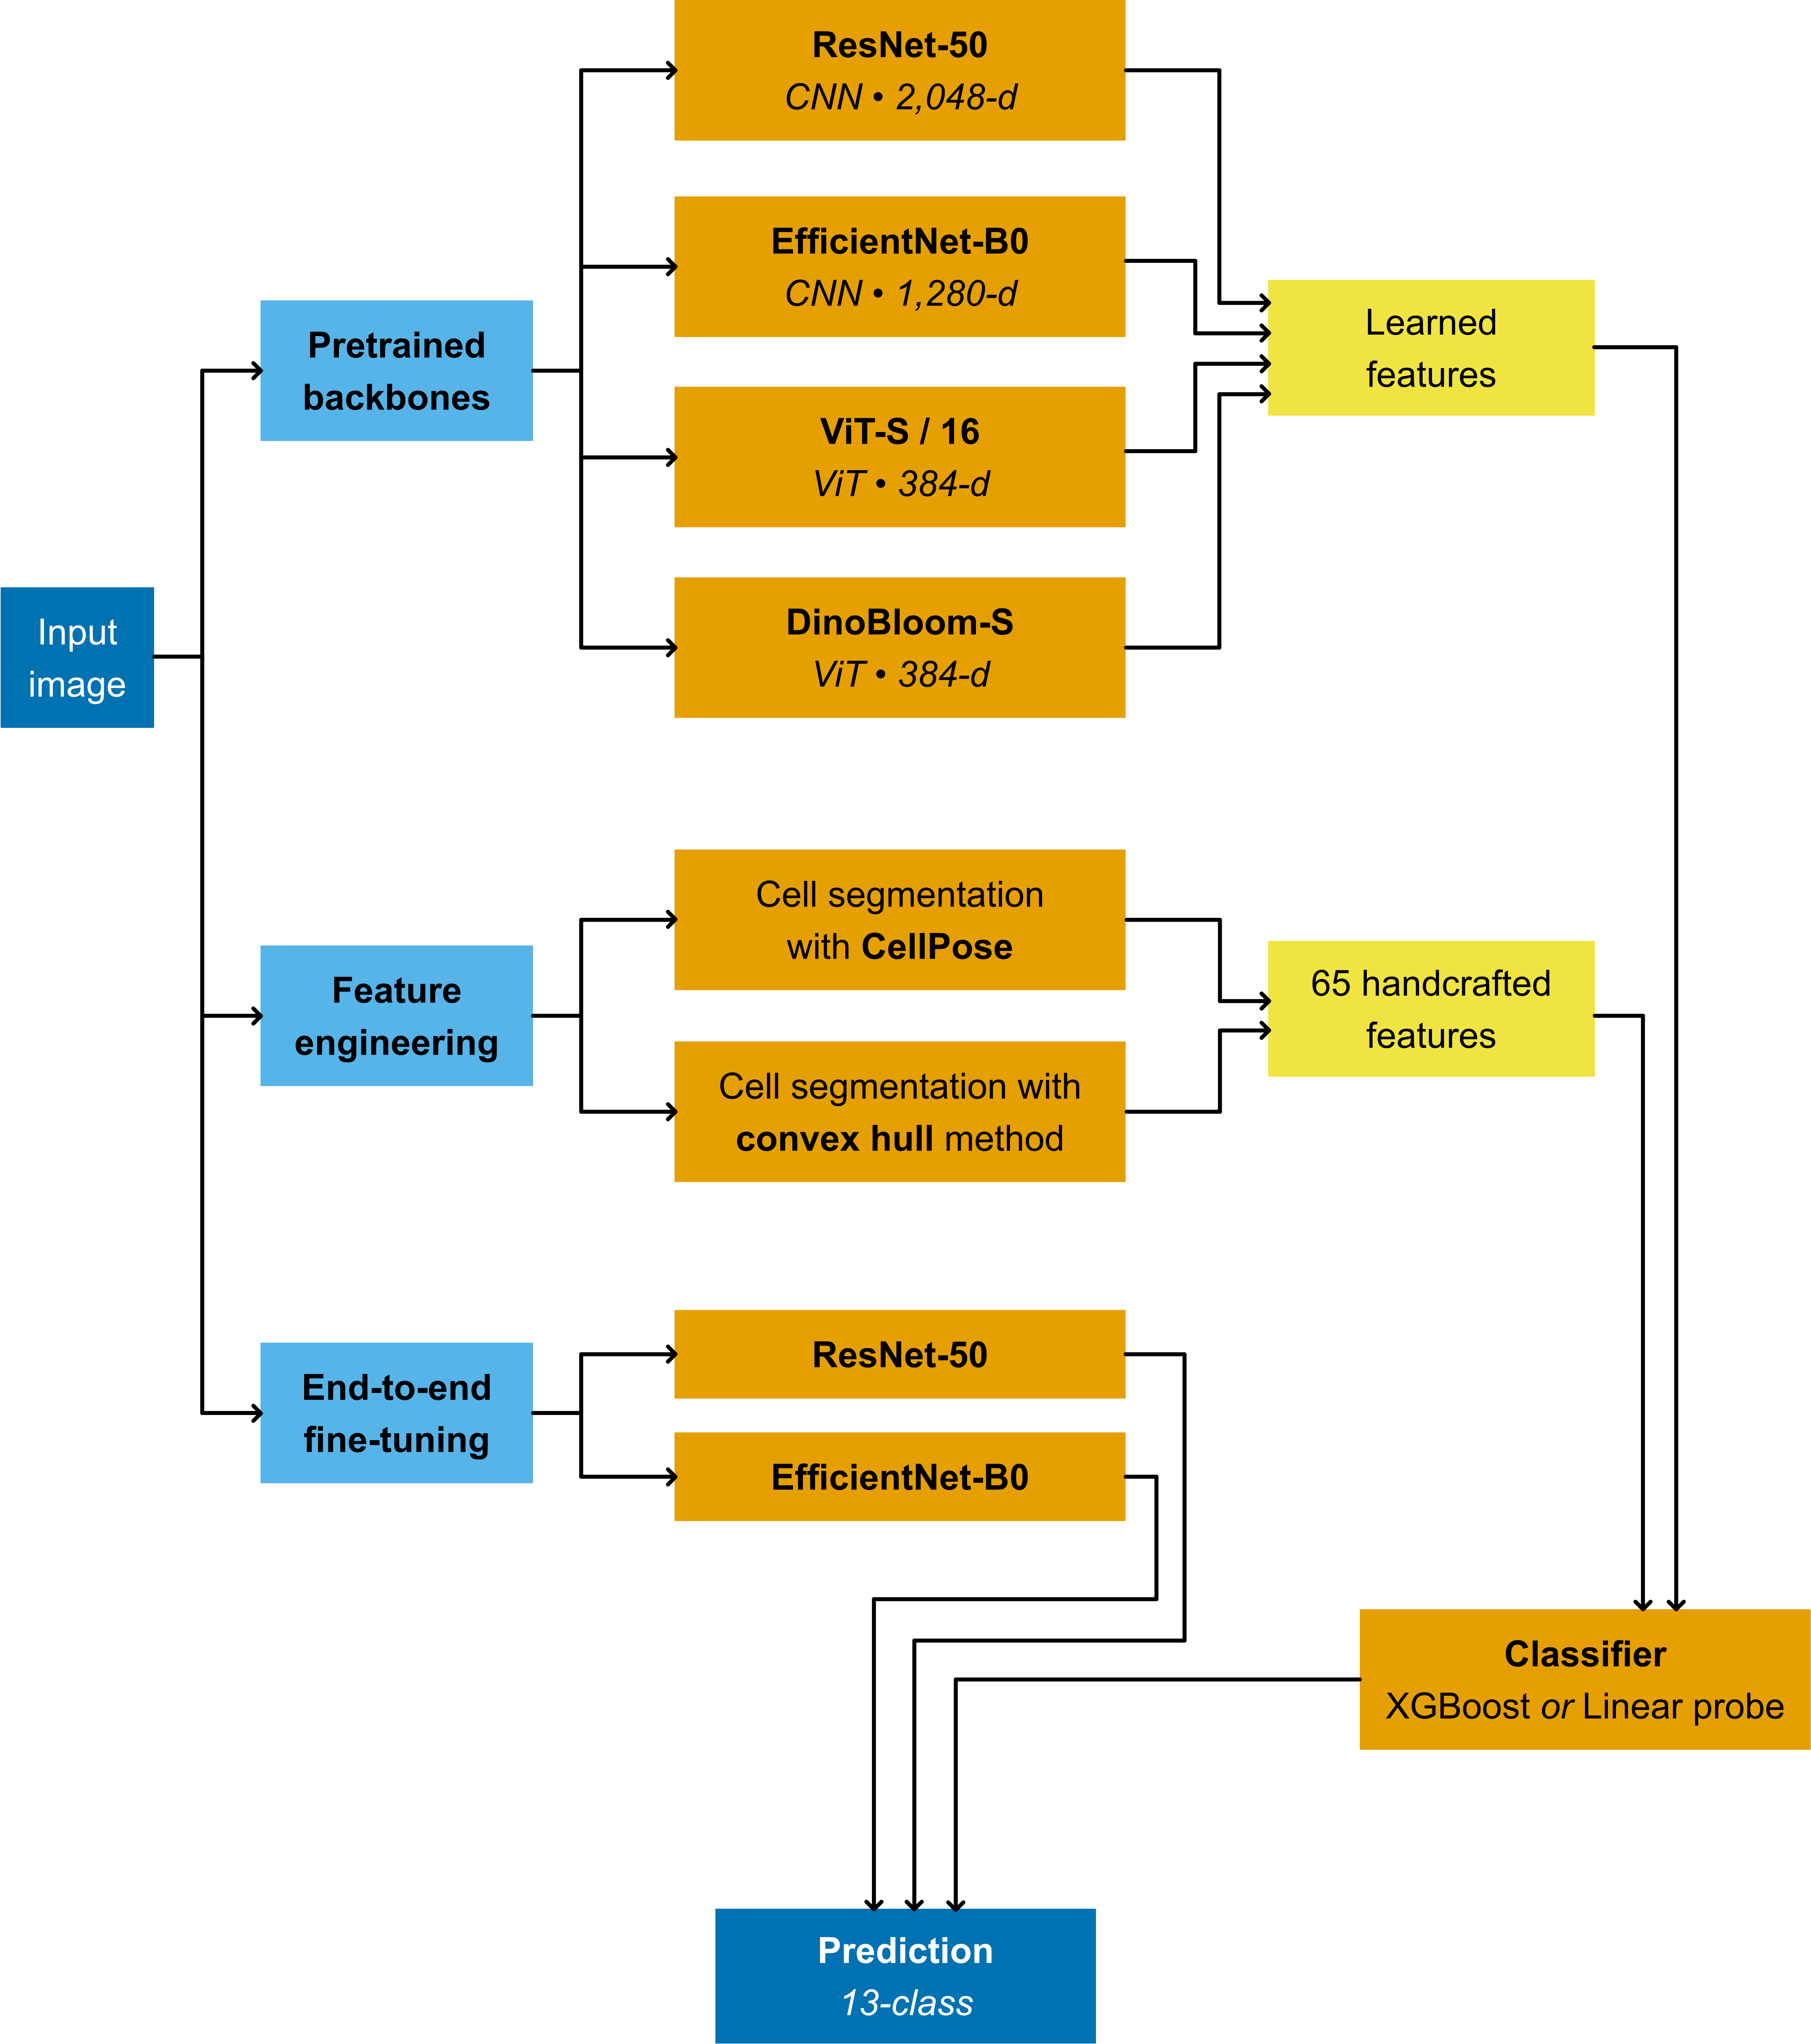 Input
image
Pretrained
backbones
ResNet-50
CNN • 2,048-d
EfficientNet-B0
CNN • 1,280-d
ViT-S / 16
ViT • 384-d
DinoBloom-S
ViT • 384-d
Learned
features
Feature
engineering
Cell segmentation
with CellPose
Cell segmentation with
convex hull method
65 handcrafted
features
End-to-end
fine-tuning
ResNet-50
EfficientNet-B0
Classifier
XGBoost or Linear probe
Prediction
13-class